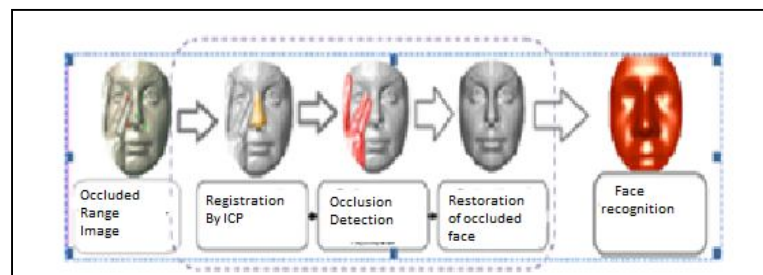 Occluded
Range
Image
Registration
By ICP
Occlusion
Detection
Restoration
of occluded
face
Face
recognition